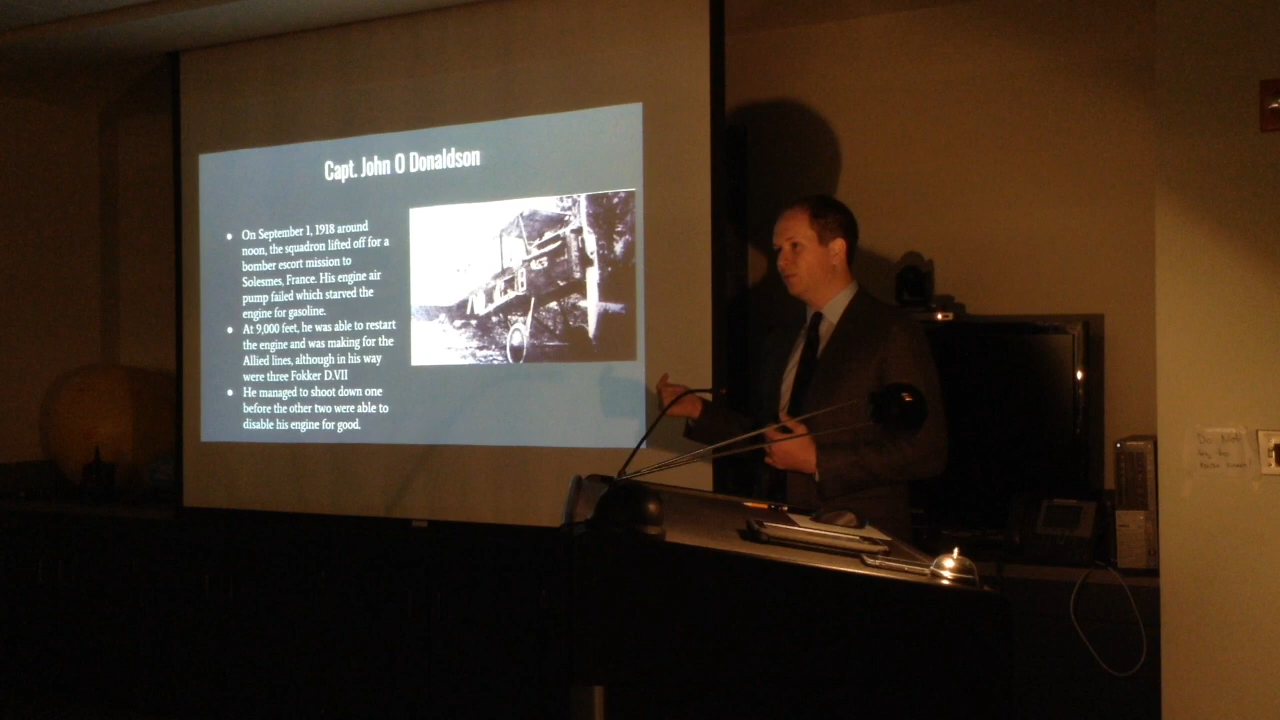 Capt. John O Donaldson
On September 1, 1918 around
noon, the squadron lifted off for a
bomber escort mission to
Solesmes, France. His engine air
pump failed which starved the
engine for gasoline.
At 9,000 feet, he was able to restart
the engine and was making for the
Allied lines, although in his way
were three Fokker D.VII
He managed to shoot down one
before the other two were able to
disable his engine for good.
Do Not